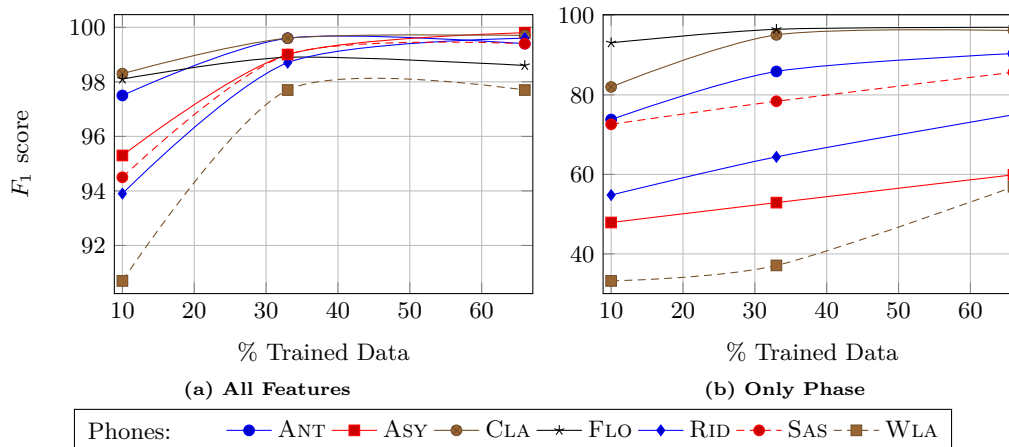 100
98
96
94
92
F1 score
10 20 30 40 50 60
% Trained Data
(a) All Features
100
80
60
40
10 20 30 40 50 60
% Trained Data
(b) Only Phase
Phones: ANT ASY CLA FLO RID SAS WLA